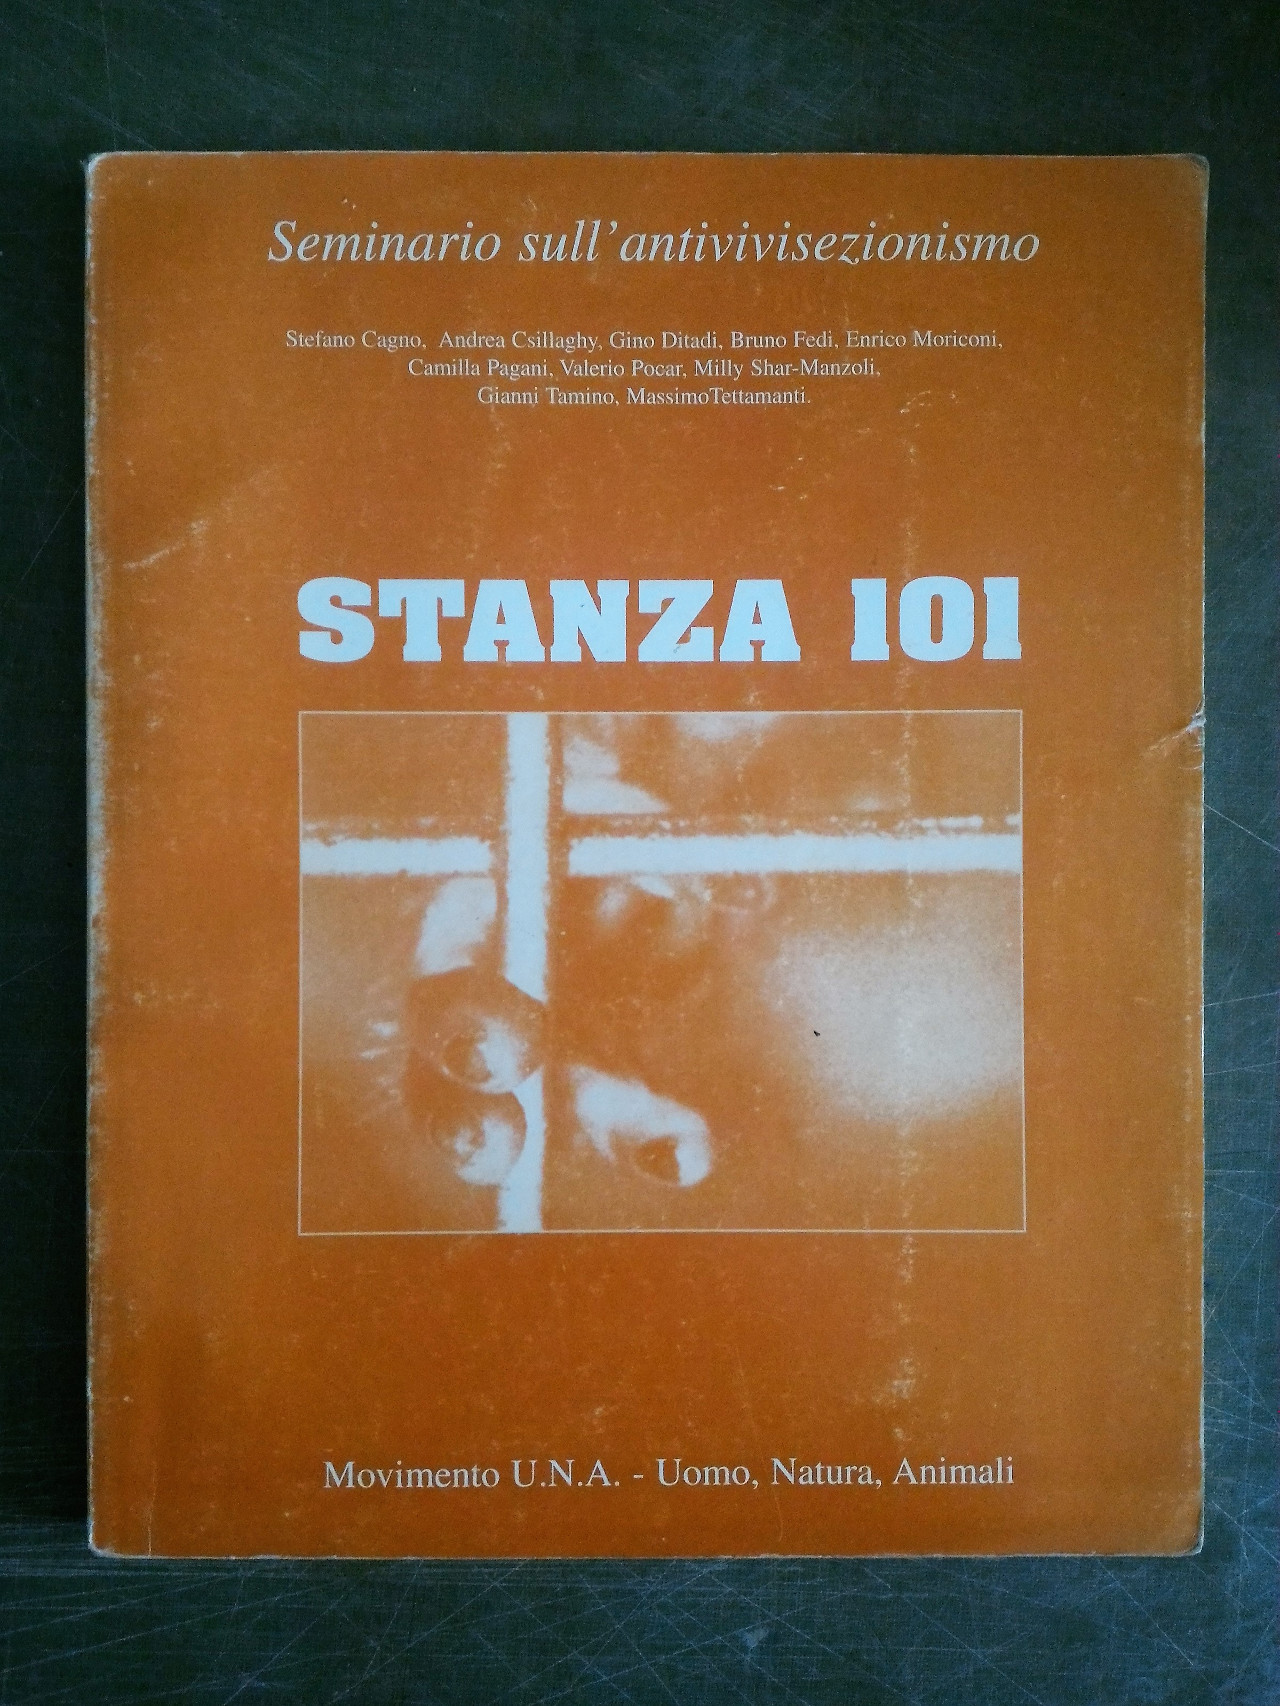 Seminario sull'antivivisezionismo
Stefano Cagno, Andrea Csillaghy, Gino Ditadi, Bruno Fedi, Enrico Moriconi,
Camilla Pagani, Valerio Pocar, Milly Shar-Manzoli,
Gianni Tamino, MassimoTettamanti.
STANZA 101
Movimento U.N.A. - Uomo, Natura, Animali